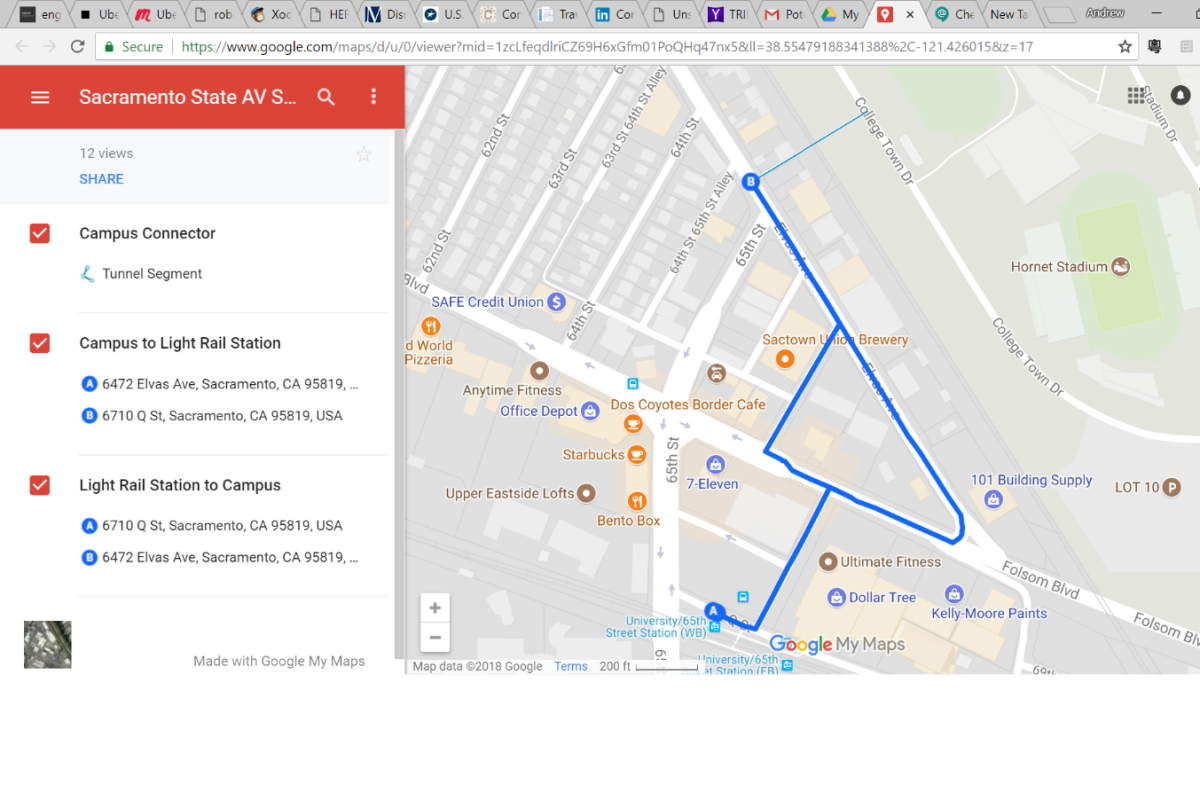 eng
Ube
Ube
rob
Xoc
HEF
Dis
U.S.
Cor
Tra
Cor
Uns
TRI
Pot
My
Che
New Ta
Andrew
Secure
https://www.google.com/maps/d/u/0/viewer?mid=1zcLfeqdlriCZ69H6xGfm01PoQHq47nx5&ll=38.55479188341388%2C-121.426015&z=17
Sacramento State AV S...
12 views
SHARE
Campus Connector
Tunnel Segment
Campus to Light Rail Station
A 6472 Elvas Ave, Sacramento, CA 95819, ...
B 6710 Q St, Sacramento, CA 95819, USA
Light Rail Station to Campus
A 6710 Q St, Sacramento, CA 95819, USA
B 6472 Elvas Ave, Sacramento, CA 95819, ...
Made with Google My Maps
62nd St
63rd St
63rd St 64th St Alley
64th St
64th St 65th St Alley
65th St
62nd St
Blvd
64th St
College Town Dr
Stadium Dr
B
Elvas Ave
Hornet Stadium
SAFE Credit Union
d World
Pizzeria
Sactown Union Brewery
College Town Dr
Anytime Fitness
Elvas Ave
Office Depot
Dos Coyotes Border Cafe
Starbucks
65th St
7-Eleven
101 Building Supply
LOT 10 P
Upper Eastside Lofts
Bento Box
Ultimate Fitness
Folsom Blvd
Dollar Tree
Kelly-Moore Paints
Folsom Blvd
A
Q St
University/65th
Street Station (WB)
Google My Maps
University/65th
Street Station (EB)
65
69th
Map data ©2018 Google
Terms
200 ft